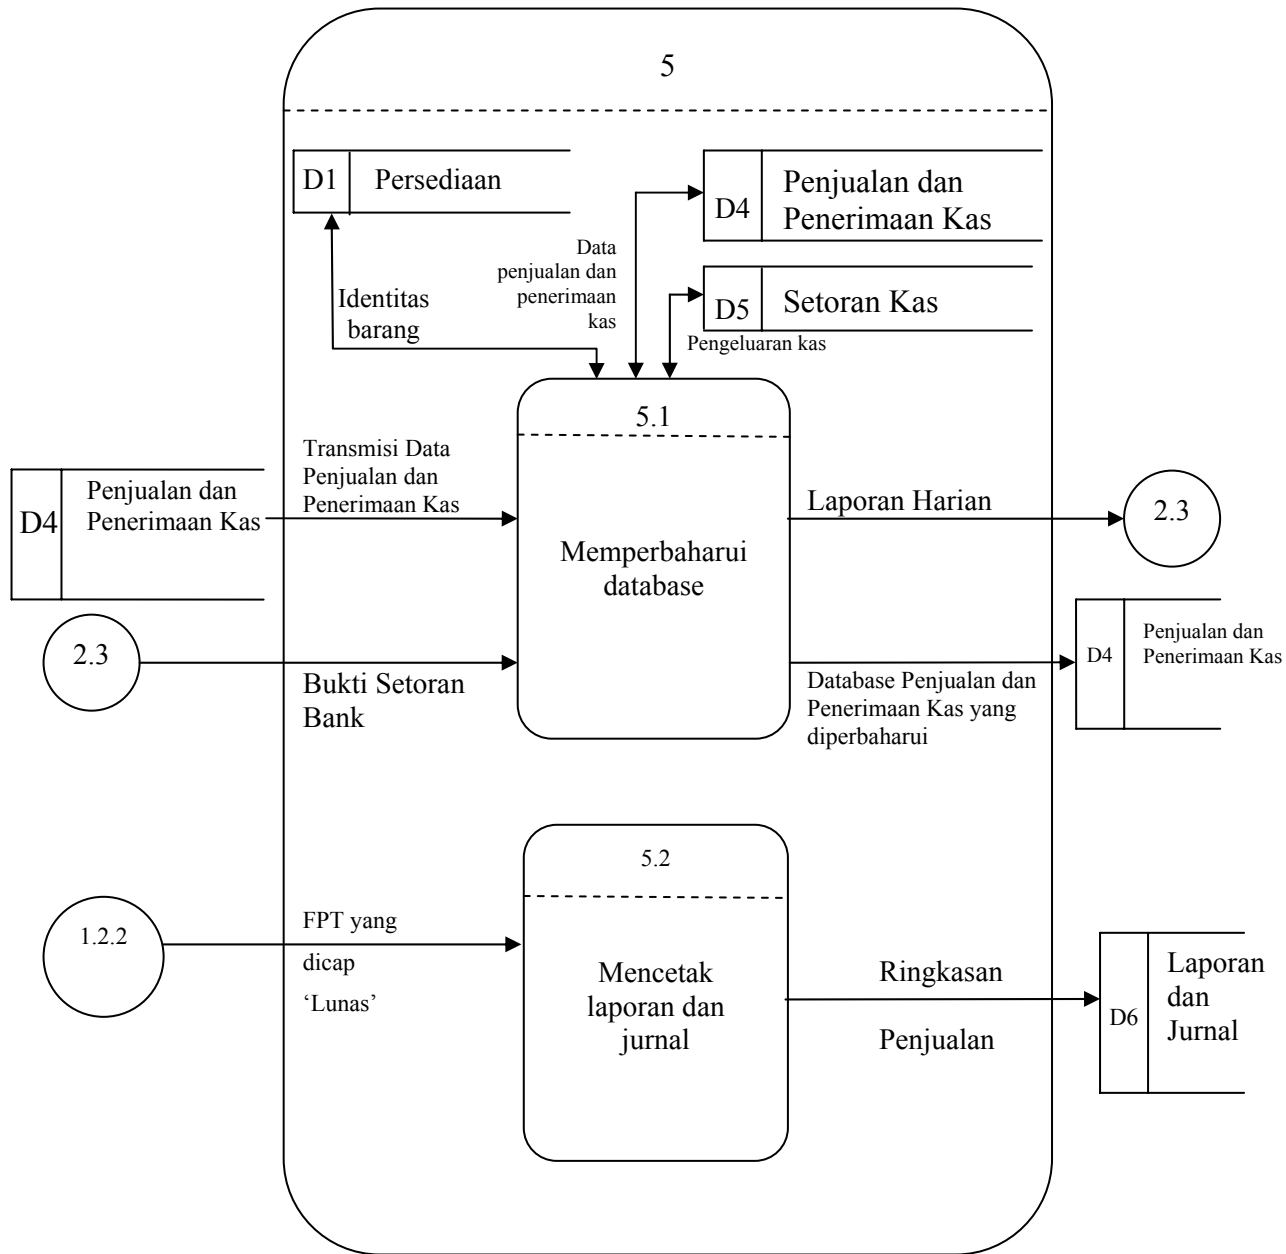 5
D1
Persediaan
D4
Penjualan dan
Penerimaan Kas
Data
penjualan dan
penerimaan
kas
D5
Setoran Kas
Identitas
barang
Pengeluaran kas
5.1
Memperbaharui
database
Transmisi Data
Penjualan dan
Penerimaan Kas
D4
Penjualan dan
Penerimaan Kas
Laporan Harian
2.3
2.3
Bukti Setoran
Bank
Database Penjualan dan
Penerimaan Kas yang
diperbaharui
D4
Penjualan dan
Penerimaan Kas
5.2
Mencetak
laporan dan
jurnal
1.2.2
FPT yang
dicap
‘Lunas’
Ringkasan
Penjualan
D6
Laporan
dan
Jurnal